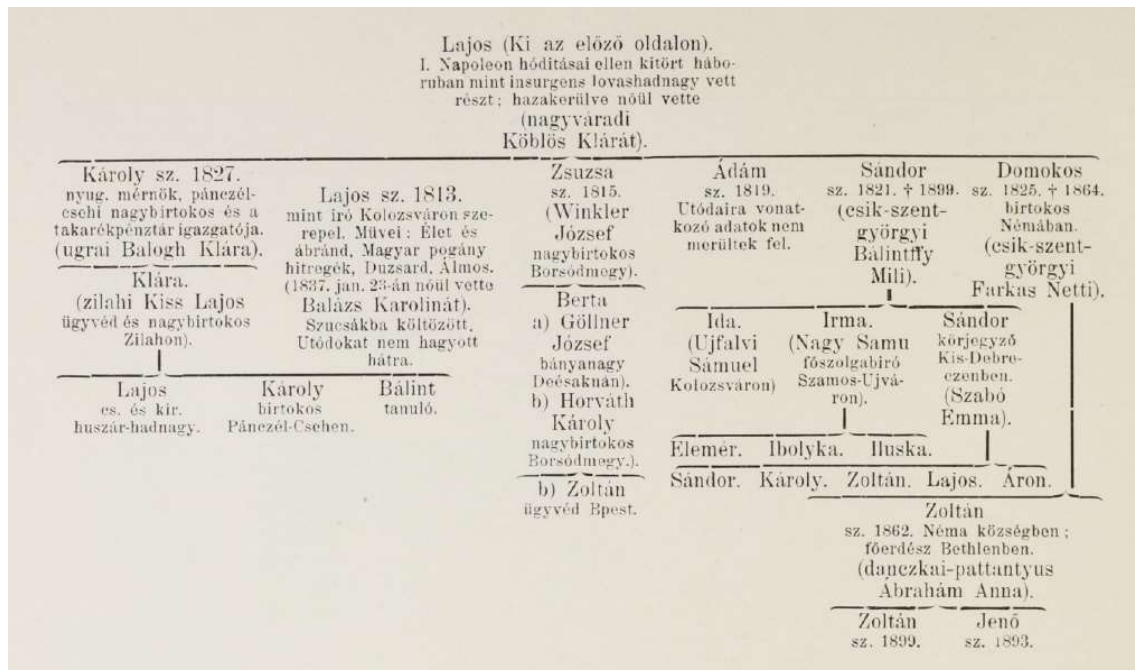 Lajos (Ki az előző oldalon).
I. Napoleon hóditásai ellen kitört hábo-
ruban mint insurgens lovashadnagy vett
részt; hazakerülve nőül vette
(nagyváradi
Köblös Klárát).
Károly sz. 1827.
nyug. mérnök, pánczél-
csehi nagybirtokos és a
takarékpénztár igazgatója.
(ugrai Balogh Klára).
Klára.
(zilahi Kiss Lajos
ügyvéd és nagybirtokos
Zilahon).
Lajos
cs. és kir.
huszár-hadnagy.
Károly
birtokos
Pánczél-Csehen.
Bálint
tanuló.
Lajos sz. 1813.
mint iró Kolozsváron sze-
repel. Művei: Élet és
ábránd, Magyar pogány
hitregék, Duzsard, Álmos.
(1837. jan. 23-án nőül vette
Balázs Karolinát).
Szucsákba költözött.
Utódokat nem hagyott
hátra.
Zsuzsa
sz. 1815.
(Winkler
József
nagybirtokos
Borsódmegy).
Berta
a) Göllner
József
bányanagy
Deésaknán).
b) Horváth
Károly
nagybirtokos
Borsódmegy.).
b) Zoltán
ügyvéd Bpest.
Ádám
sz. 1819.
Utódaira vonat-
kozó adatok nem
merültek fel.
Sándor
sz. 1821. † 1899.
(csik-szent-
györgyi
Bálintffy
Mili).
Ida.
(Ujfalvi
Sámuel
Kolozsváron)
Irma.
(Nagy Samu
főszolgabiró
Szamos-Ujvá-
ron).
Sándor
körjegyző
Kis-Debre-
czenben.
(Szabó
Emma).
Elemér. Ibolyka. Iluska.
Sándor. Károly. Zoltán. Lajos. Áron.
Domokos
sz. 1825. † 1864.
birtokos
Némában.
(csik-szent-
györgyi
Farkas Netti).
Zoltán
sz. 1862. Néma községben;
főerdész Bethlenben.
(danczkai-pattantyus
Ábrahám Anna).
Zoltán
sz. 1899.
Jenő
sz. 1893.